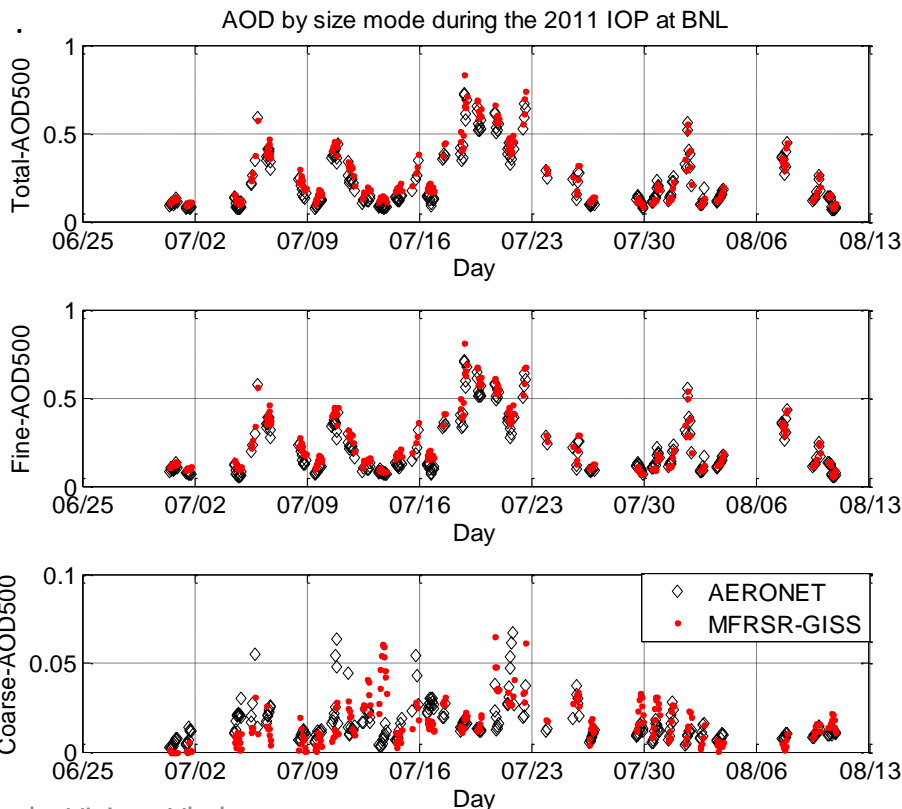 AOD by size mode during the 2011 IOP at BNL
Total-AOD500
1
0.5
0
06/25 07/02 07/09 07/16 07/23 07/30 08/06 08/13
Day
Fine-AOD500
1
0.5
0
06/25 07/02 07/09 07/16 07/23 07/30 08/06 08/13
Day
Coarse-AOD500
0.1
0.05
0
AERONET
MFRSR-GISS
06/25 07/02 07/09 07/16 07/23 07/30 08/06 08/13
Day